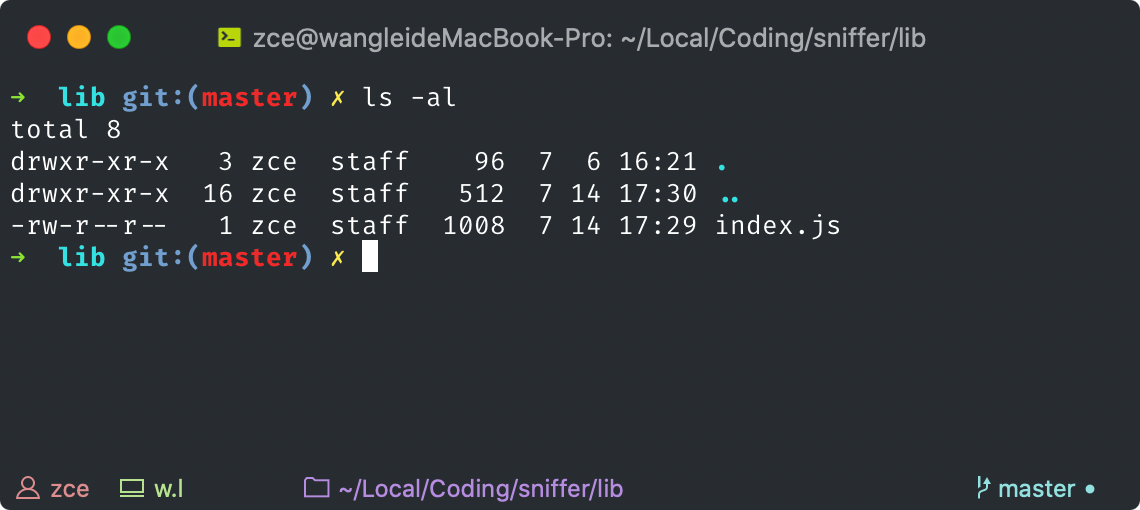 zce@wangleideMacBook-Pro: ~/Local/Coding/sniffer/lib
➜  lib git:(master) ✗ ls -al
total 8
drwxr-xr-x   3 zce  staff    96  7  6 16:21 .
drwxr-xr-x  16 zce  staff   512  7 14 17:30 ..
-rw-r--r--   1 zce  staff  1008  7 14 17:29 index.js
➜  lib git:(master) ✗
zce w.l ~/Local/Coding/sniffer/lib master